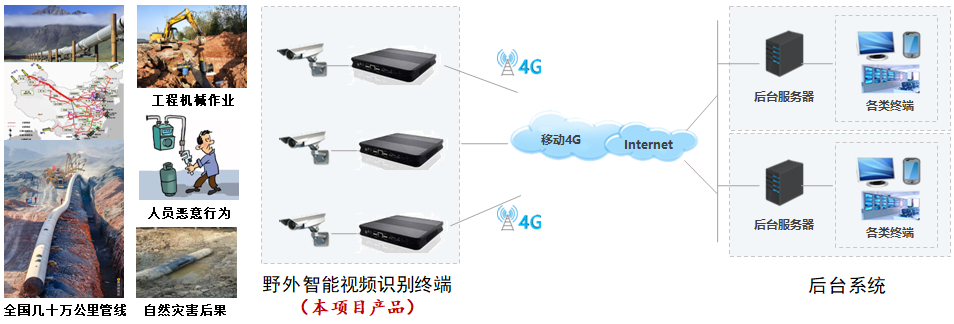 工程机械作业
人员恶意行为
全国几十万公里管线
自然灾害后果
4G
4G
移动4G
Internet
野外智能视频识别终端
（本项目产品）
后台服务器
各类终端
后台服务器
各类终端
后台系统